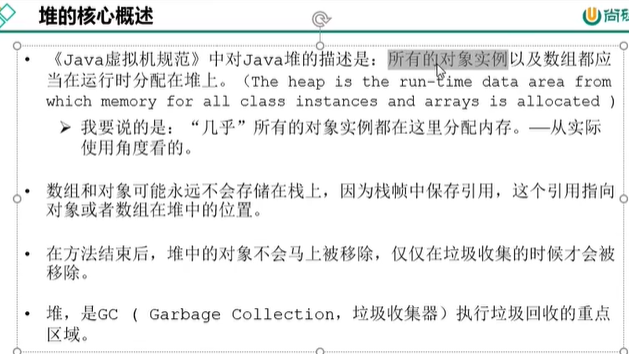 堆的核心概述
《Java虚拟机规范》中对Java堆的描述是：所有的对象实例以及数组都应
当在运行时分配在堆上。（The heap is the run-time data area from
which memory for all class instances and arrays is allocated ）
我要说的是：“几乎”所有的对象实例都在这里分配内存。—从实际
使用角度看的。
数组和对象可能永远不会存储在栈上，因为栈帧中保存引用，这个引用指向
对象或者数组在堆中的位置。
在方法结束后，堆中的对象不会马上被移除，仅仅在垃圾收集的时候才会被
移除。
堆，是GC ( Garbage Collection，垃圾收集器）执行垃圾回收的重点
区域。